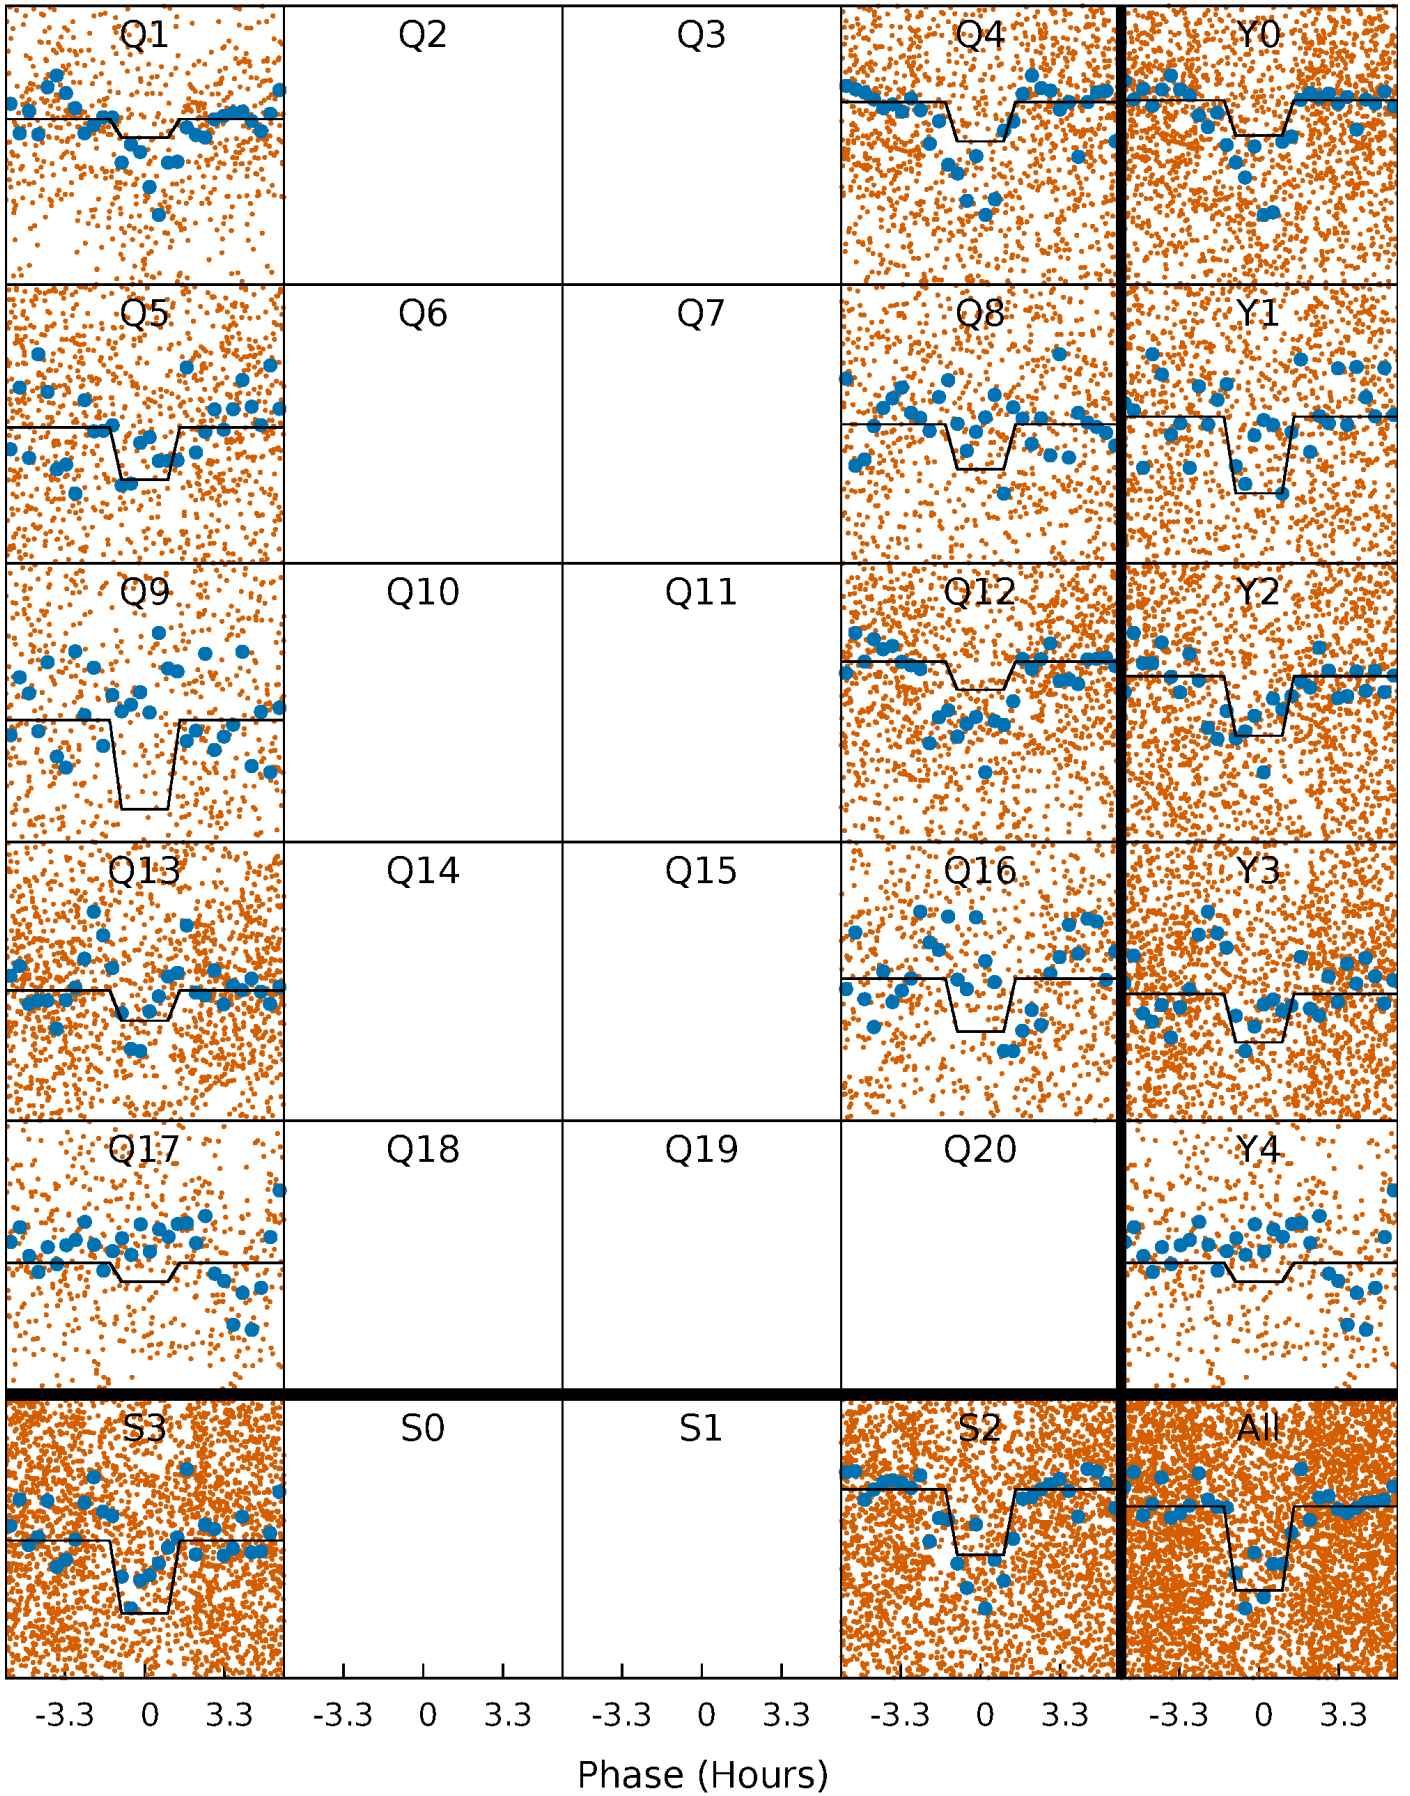 Q1 Q2 Q3 Q4 Y0
Q5 Q6 Q7 Q8 Y1
Q9 Q10 Q11 Q12 Y2
Q13 Q14 Q15 Q16 Y3
Q17 Q18 Q19 Q20 Y4
S3 S0 S1 S2 All
-3.3 0 3.3 -3.3 0 3.3 -3.3 0 3.3 -3.3 0 3.3 -3.3 0 3.3
Phase (Hours)